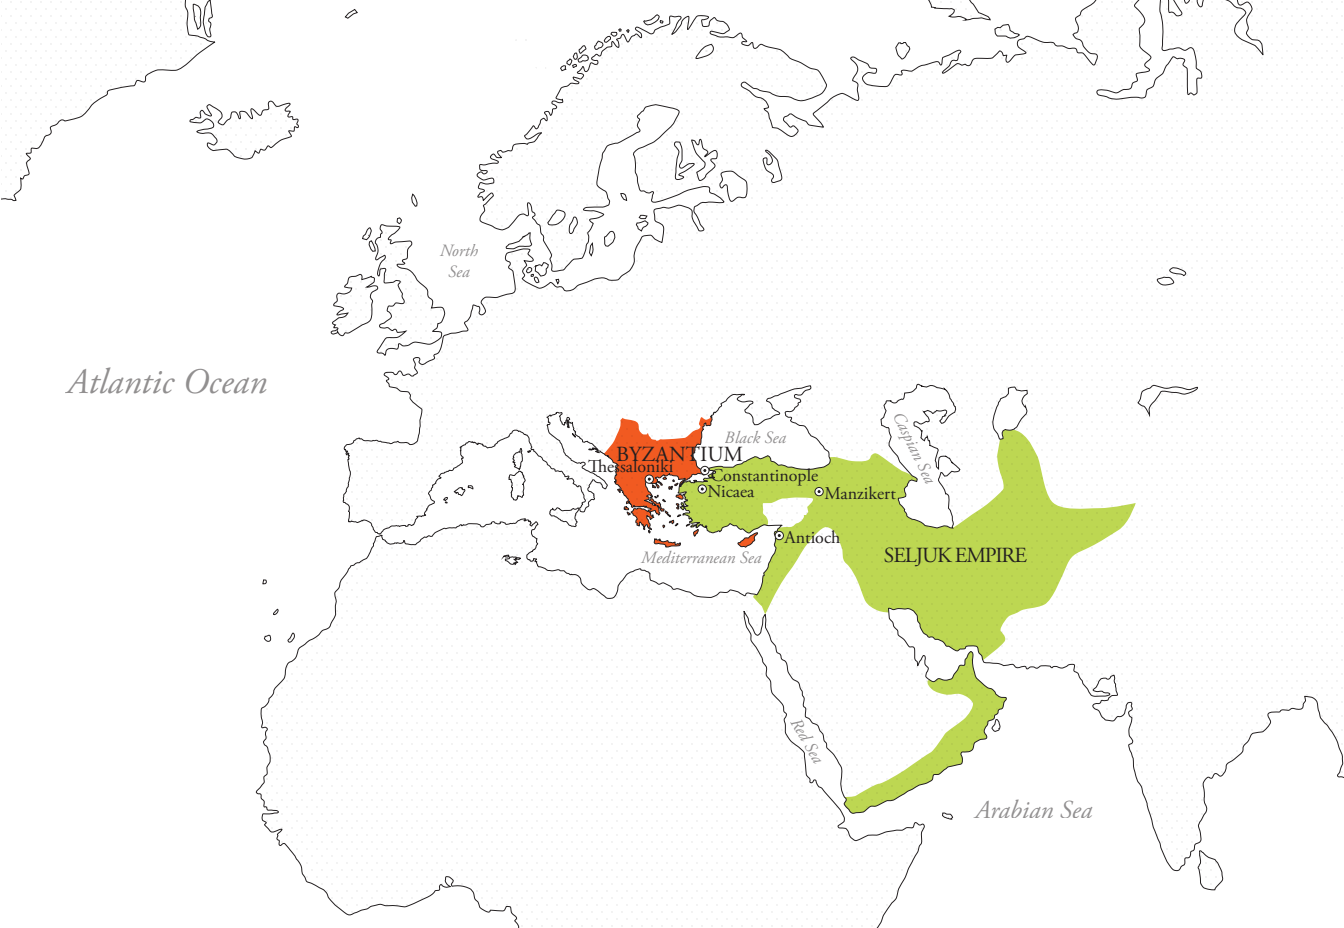 North
Sea
Atlantic Ocean
Black Sea
Caspian Sea
BYZANTIUM
Thessaloniki
Constantinople
Nicaea
Manzikert
Antioch
Mediterranean Sea
SELJUK EMPIRE
Red Sea
Arabian Sea